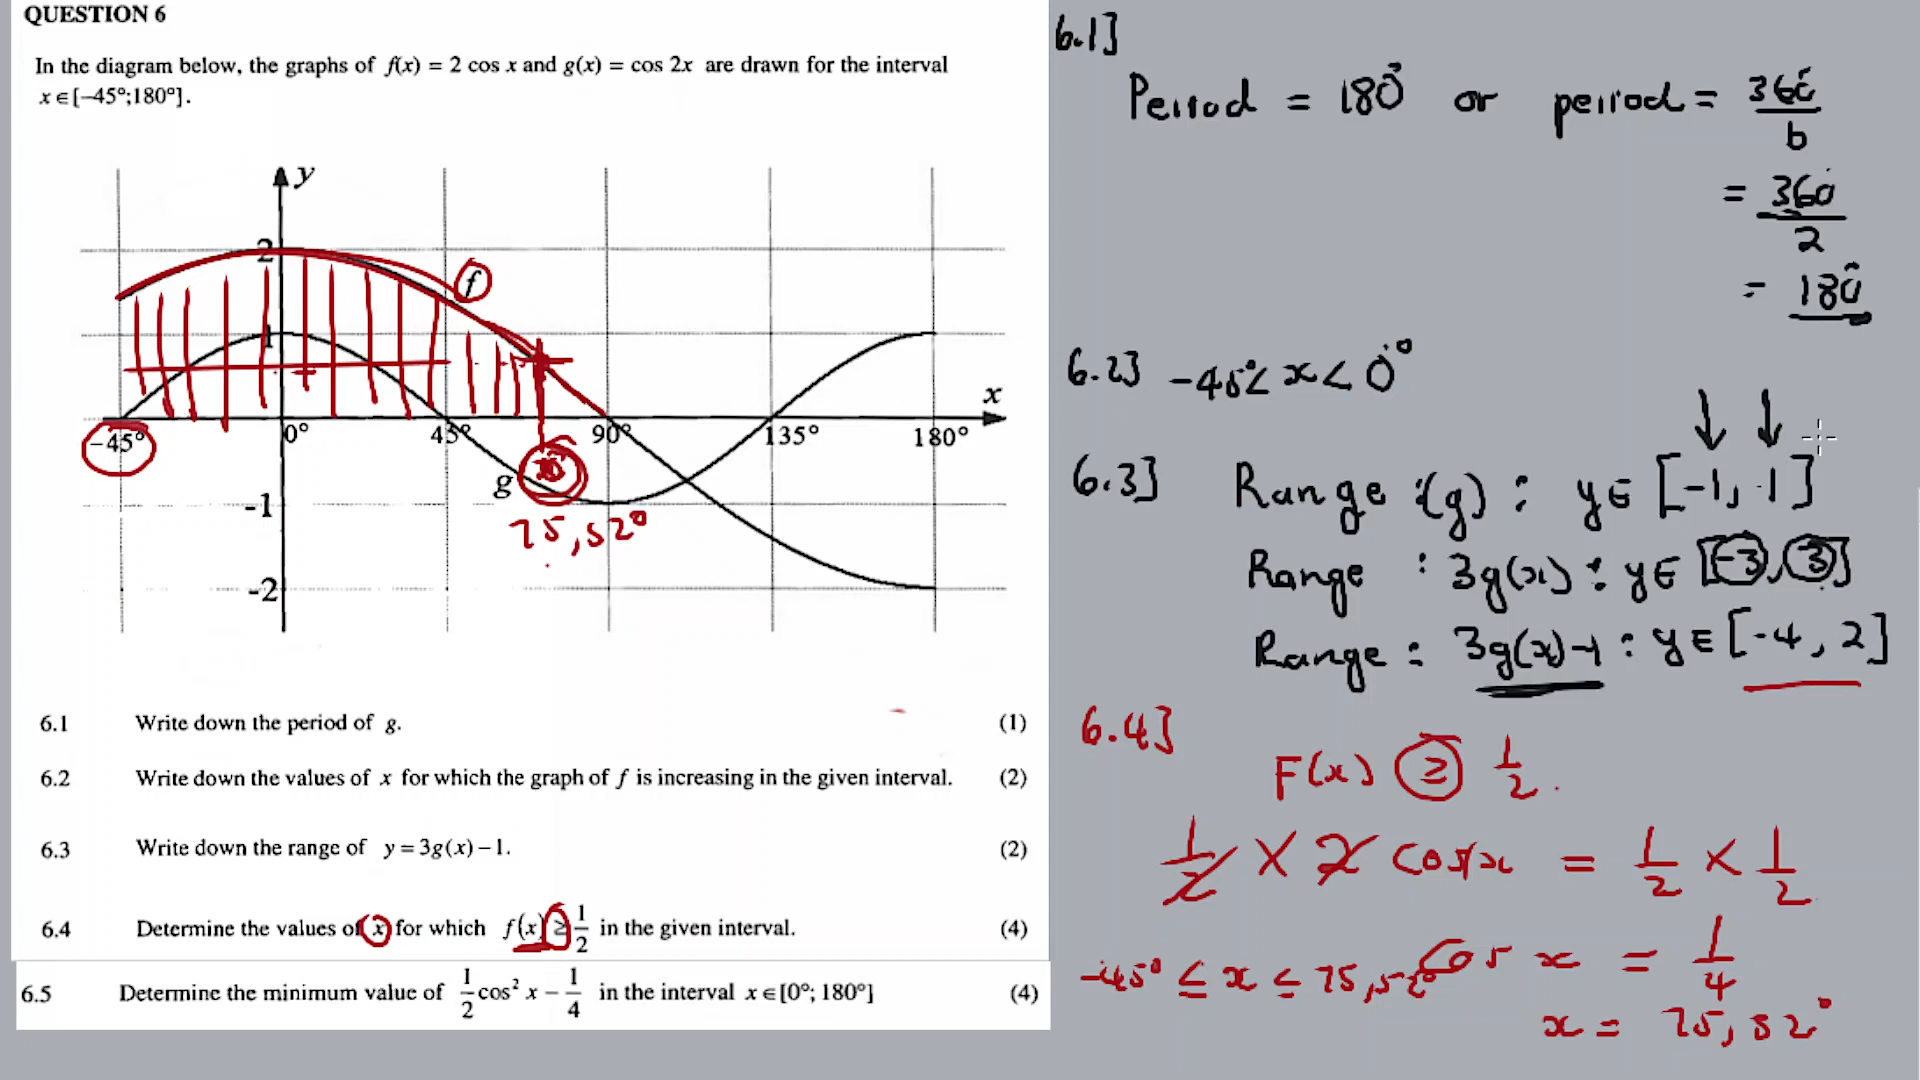 QUESTION 6
In the diagram below, the graphs of f(x) = 2 cos x and g(x) = cos 2x are drawn for the interval
x ∈ [–45°;180°].
y
2
f
1
x
–45°
0°
45°
90°
135°
180°
g
75,52°
-1
-2
6.1 Write down the period of g. (1)
6.2 Write down the values of x for which the graph of f is increasing in the given interval. (2)
6.3 Write down the range of y = 3g(x) – 1. (2)
6.4 Determine the values of x for which f(x) ≥ 1/2 in the given interval. (4)
6.5 Determine the minimum value of 1/2 cos² x – 1/4 in the interval x ∈ [0°; 180°] (4)
6.1]
Period = 180° or period = 360°/b
= 360°/2
= 180°
6.2] -45° < x < 0°
6.3] Range (g) : y ∈ [-1, 1]
Range : 3g(x) : y ∈ [-3, 3]
Range : 3g(x)-1 : y ∈ [-4, 2]
6.4]
F(x) ≥ 1/2.
1/2 × 2 cos x = 1/2 × 1/2
cos x = 1/4
-45° ≤ x ≤ 75,52°
x = 75,52°